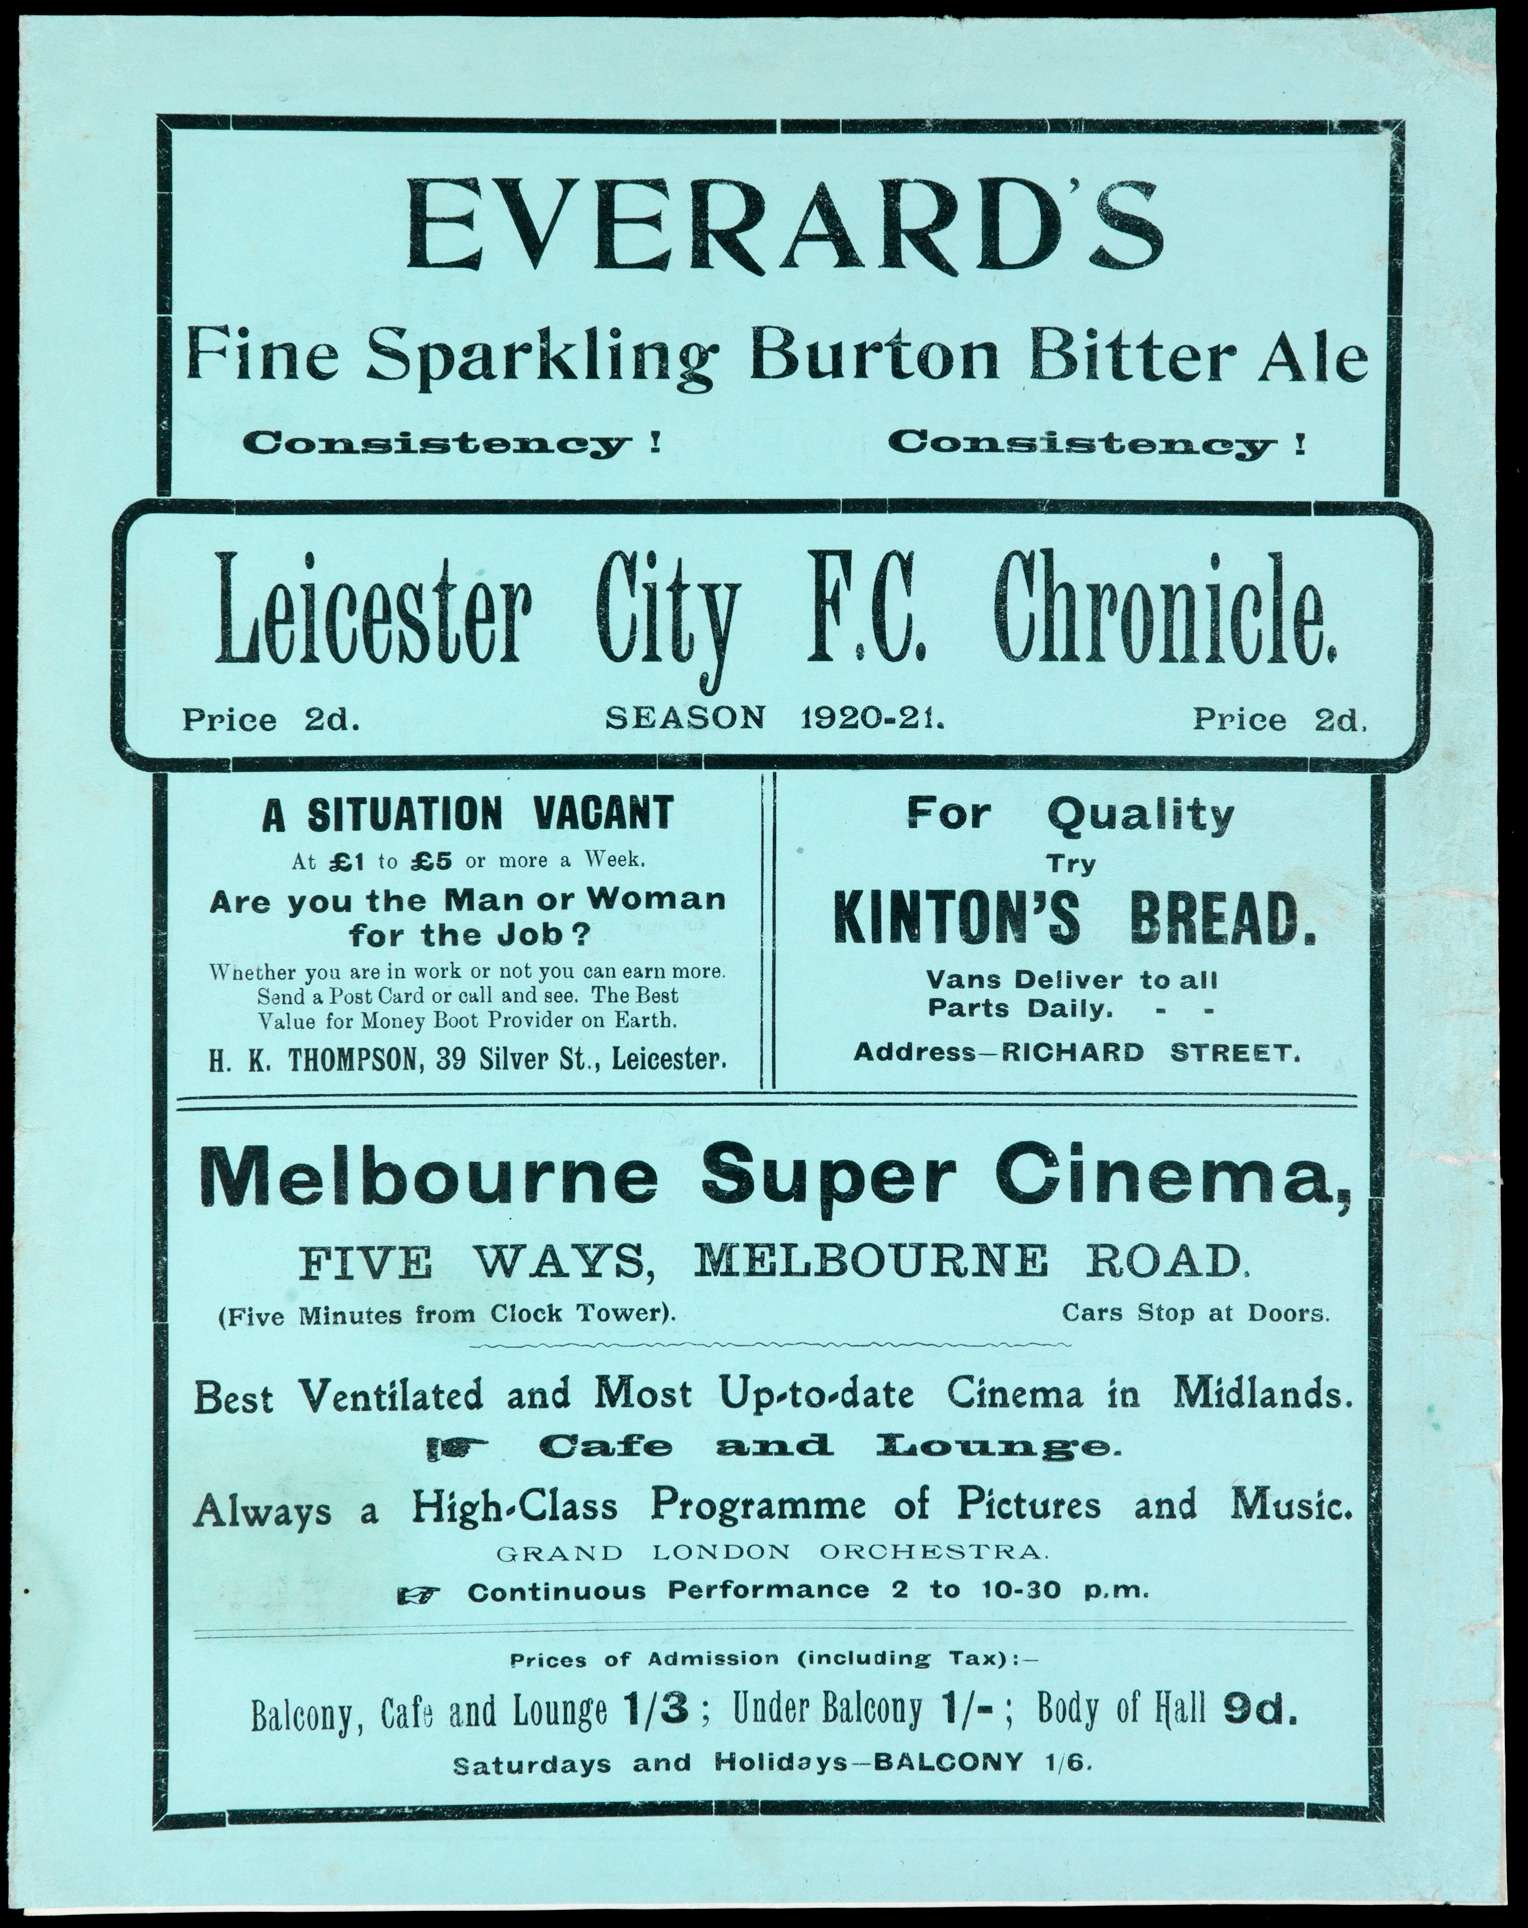 EVERARD'S
Fine Sparkling Burton Bitter Ale
Consistency! Consistency!
Leicester City F.C. Chronicle.
Price 2d. SEASON 1920-21. Price 2d.
A SITUATION VACANT
At £1 to £5 or more a Week.
Are you the Man or Woman
for the Job?
Whether you are in work or not you can earn more.
Send a Post Card or call and see. The Best
Value for Money Boot Provider on Earth.
H. K. THOMPSON, 39 Silver St., Leicester.
For Quality
Try
KINTON'S BREAD.
Vans Deliver to all
Parts Daily. - -
Address—RICHARD STREET.
Melbourne Super Cinema,
FIVE WAYS, MELBOURNE ROAD.
(Five Minutes from Clock Tower). Cars Stop at Doors.
Best Ventilated and Most Up-to-date Cinema in Midlands.
☞ Cafe and Lounge.
Always a High-Class Programme of Pictures and Music.
GRAND LONDON ORCHESTRA.
☞ Continuous Performance 2 to 10-30 p.m.
Prices of Admission (including Tax):—
Balcony, Cafe and Lounge 1/3; Under Balcony 1/-; Body of Hall 9d.
Saturdays and Holidays—BALCONY 1/6.